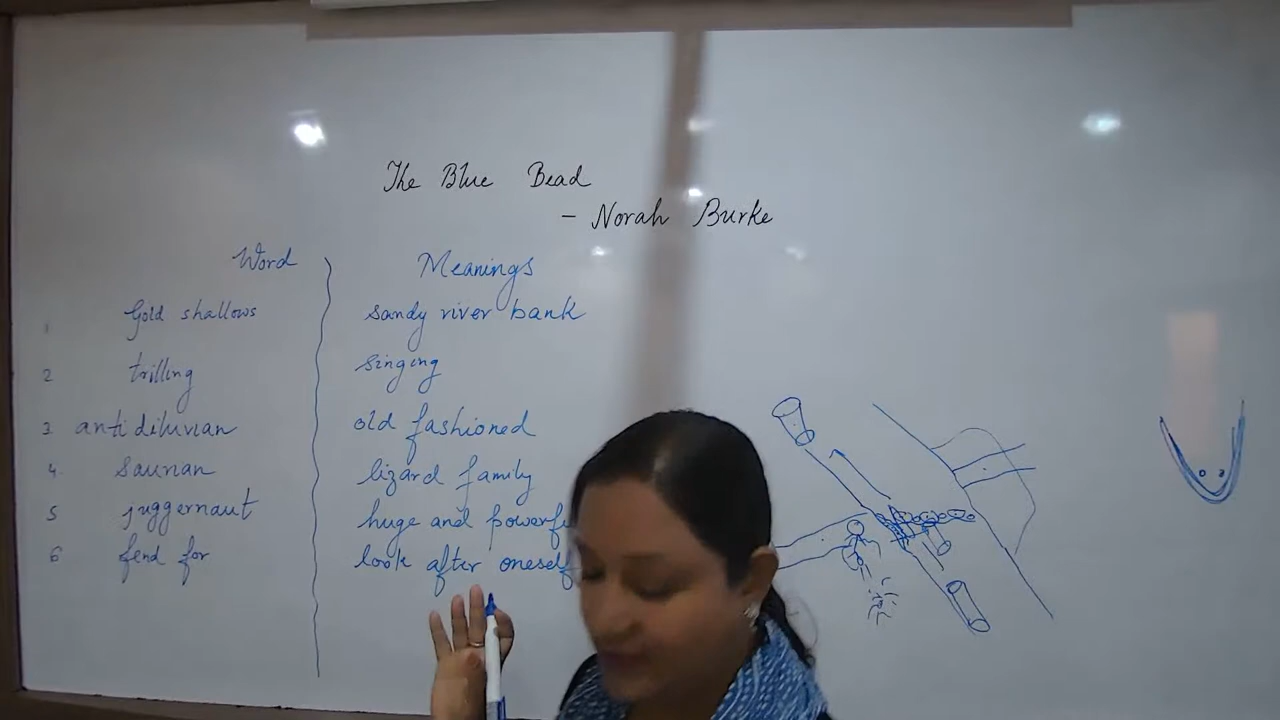 The Blue Bead
- Norah Burke
Word Meanings
1 Gold shallows sandy river bank
2 trilling singing
3 antidiluvian old fashioned
4 saurian lizard family
5 juggernaut huge and powerfu
6 fend for look after oneself